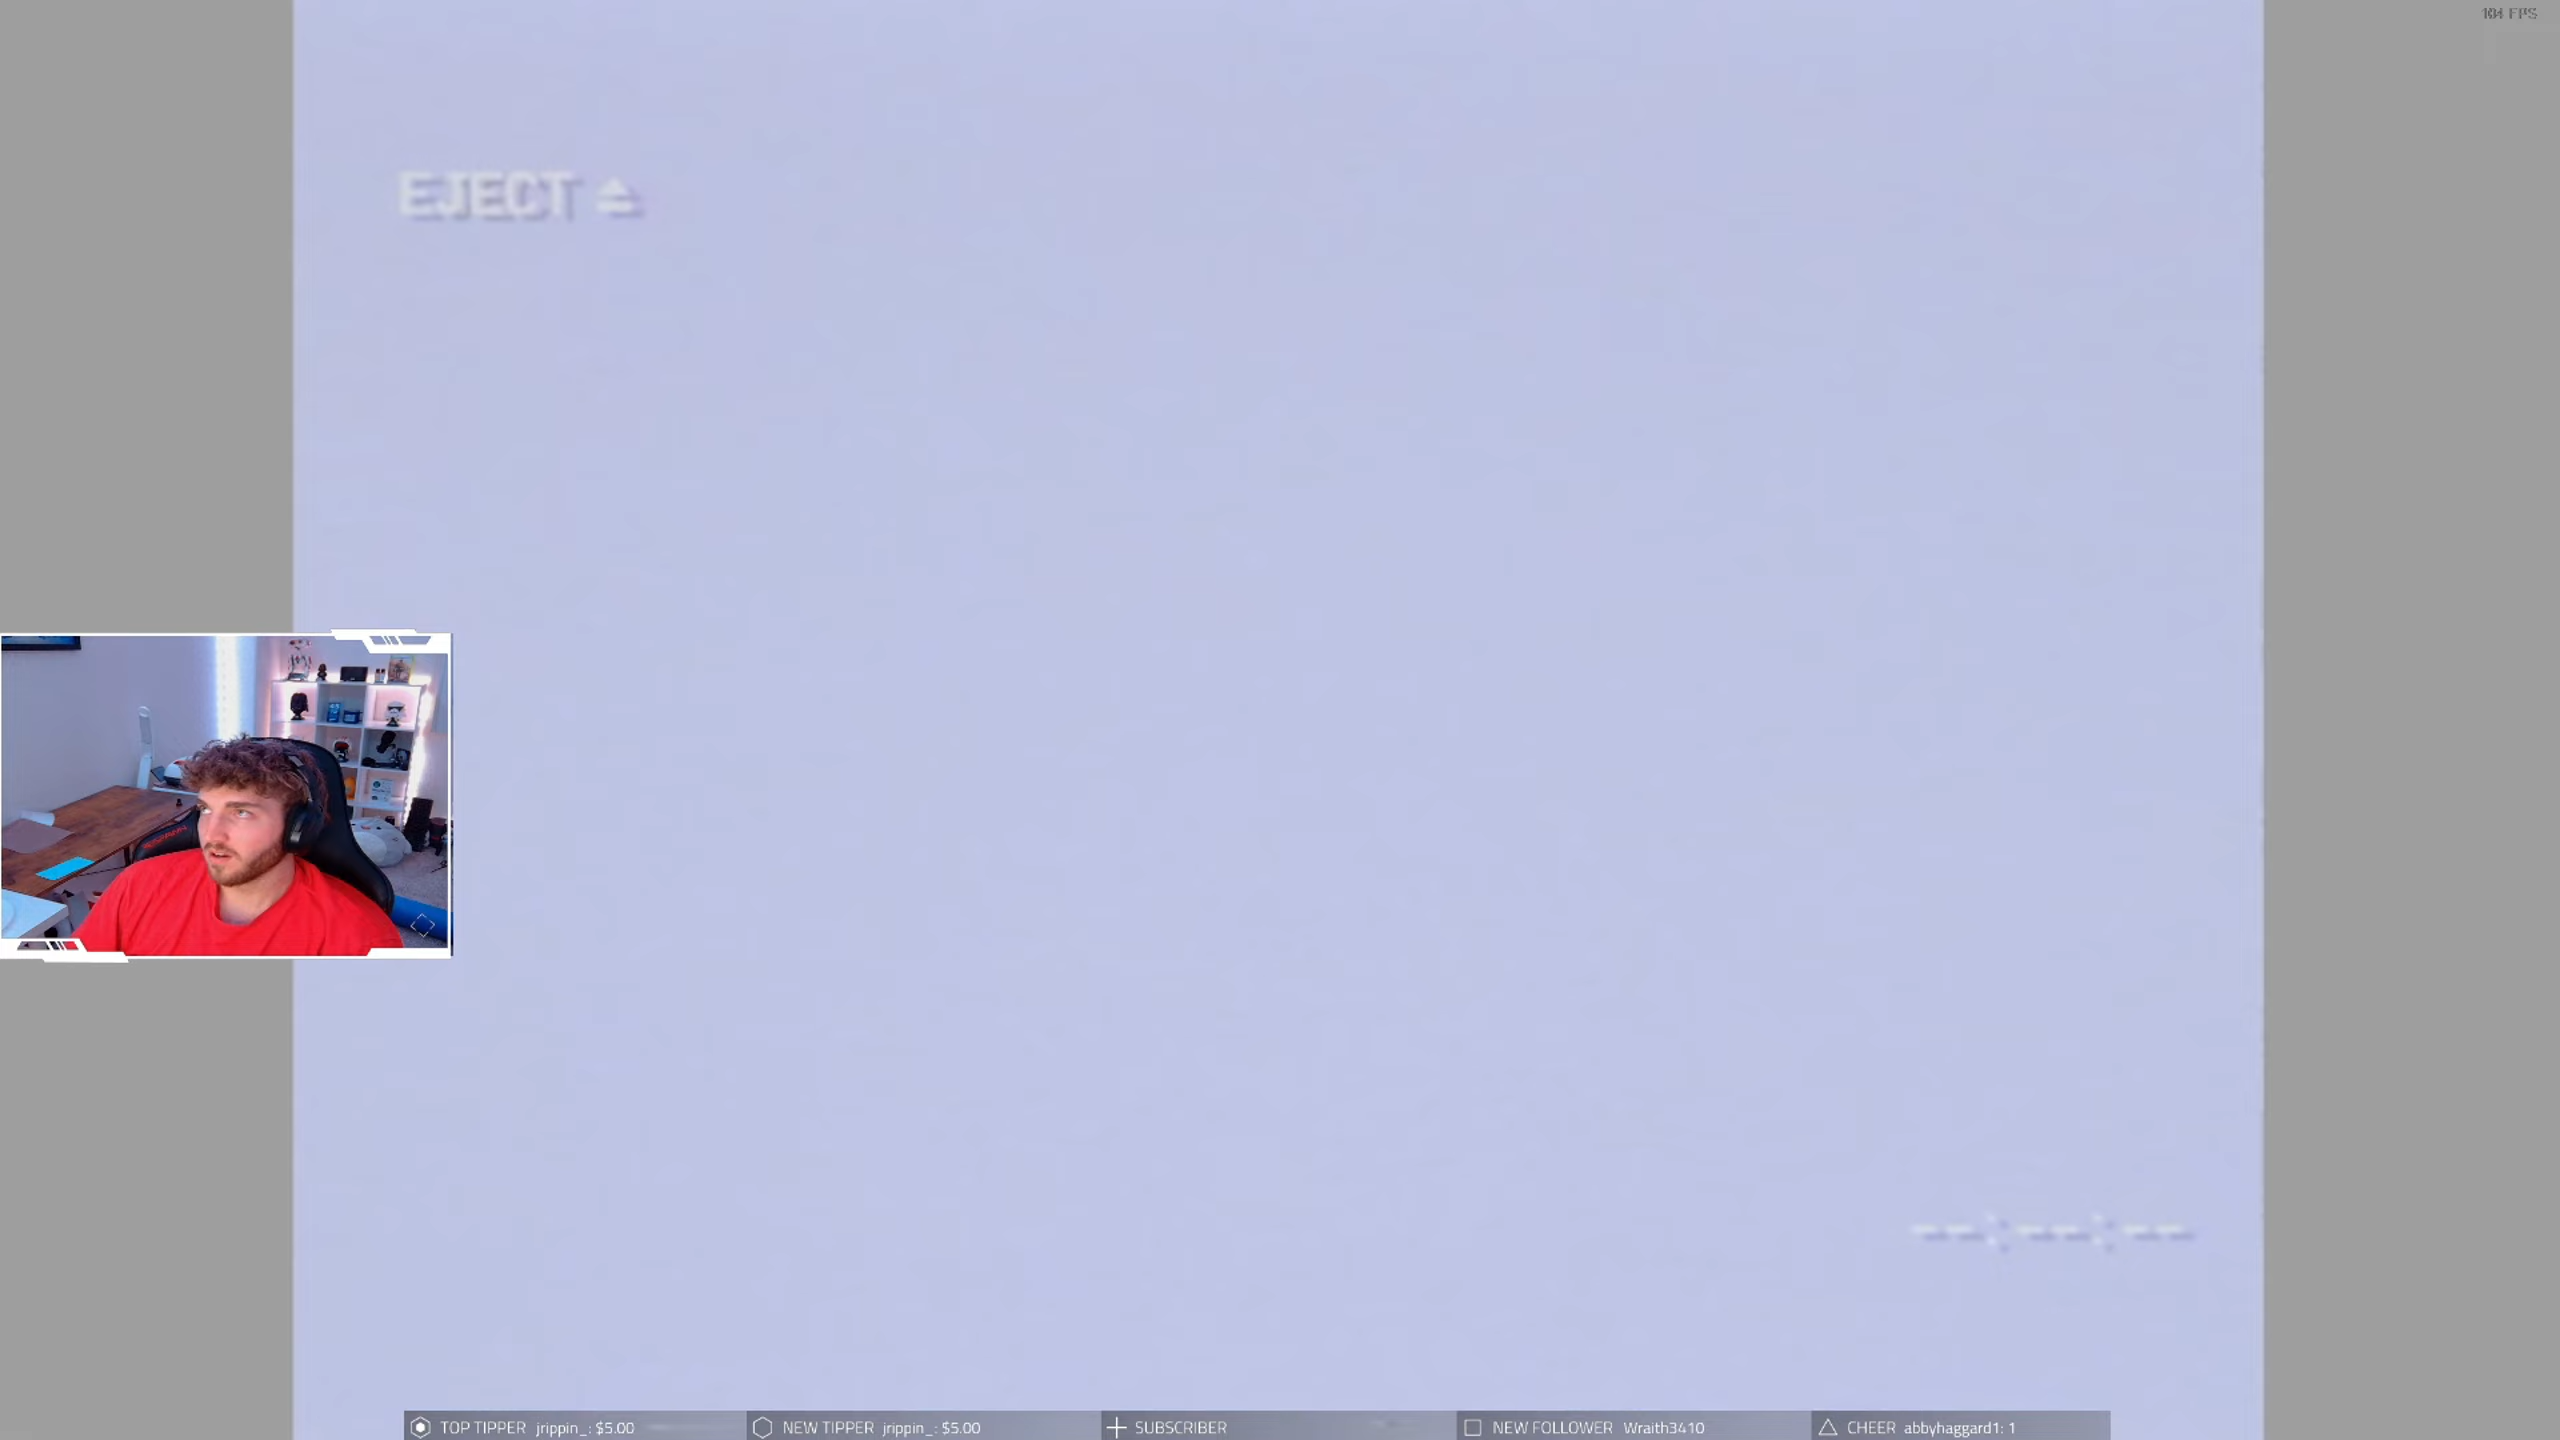 104 FPS
EJECT ⏏
--:--:--
TOP TIPPER jrippin_: $5.00
NEW TIPPER jrippin_: $5.00
SUBSCRIBER
NEW FOLLOWER Wraith3410
CHEER abbyhaggard1: 1